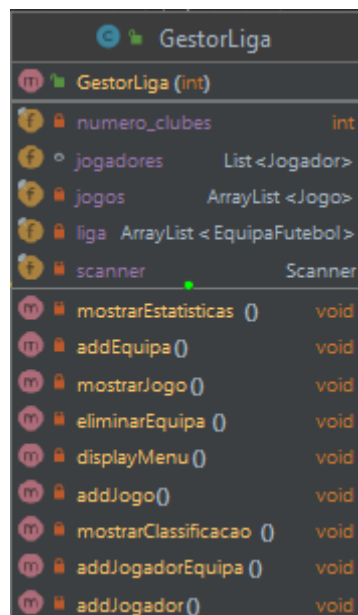 GestorLiga
GestorLiga (int)
numero_clubes int
jogadores List<Jogador>
jogos ArrayList <Jogo>
liga ArrayList < EquipaFutebol>
scanner Scanner
mostrarEstatisticas () void
addEquipa() void
mostrarJogo() void
eliminarEquipa () void
displayMenu() void
addJogo() void
mostrarClassificacao () void
addJogadorEquipa () void
addJogador() void